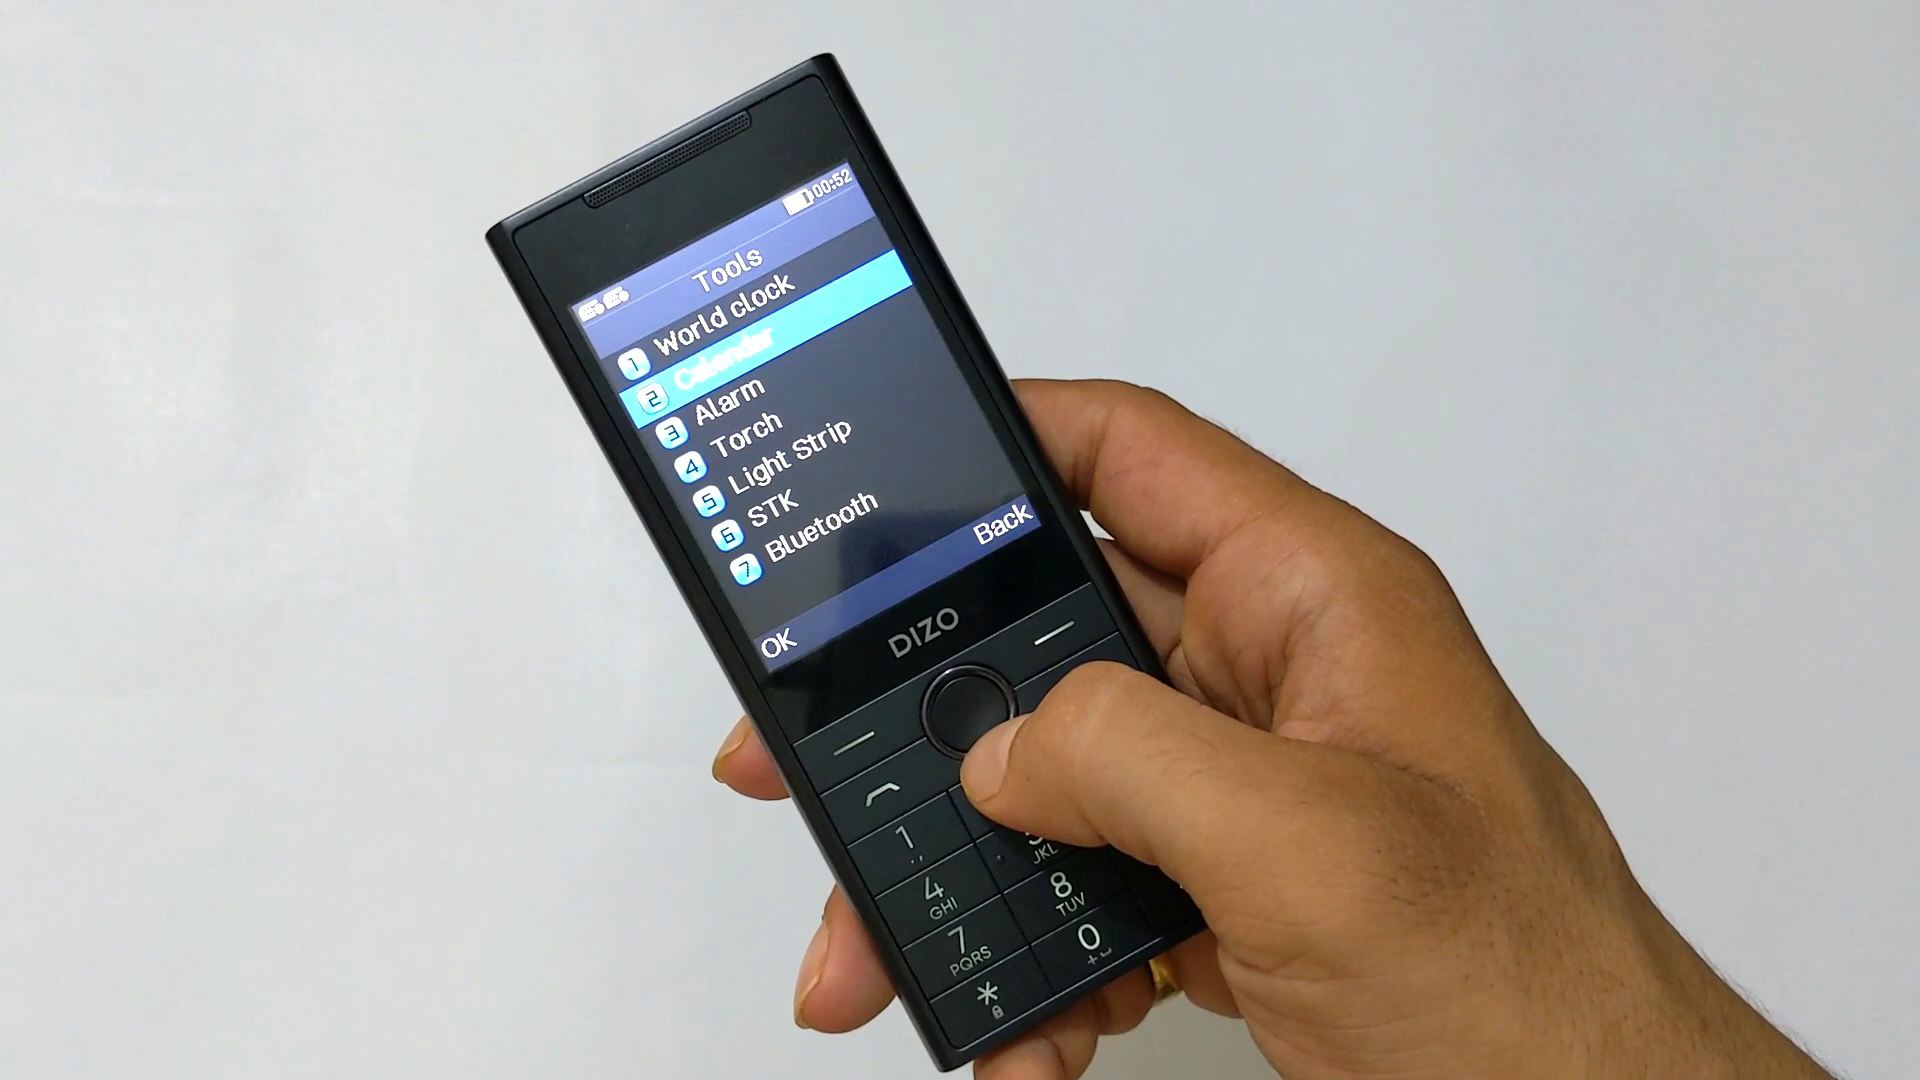 00:52
Tools
1 World clock
2 Calendar
3 Alarm
4 Torch
5 Light Strip
6 STK
7 Bluetooth
OK Back
DIZO
1
.,
JKL
4
GHI
8
TUV
7
PQRS
0
+
*